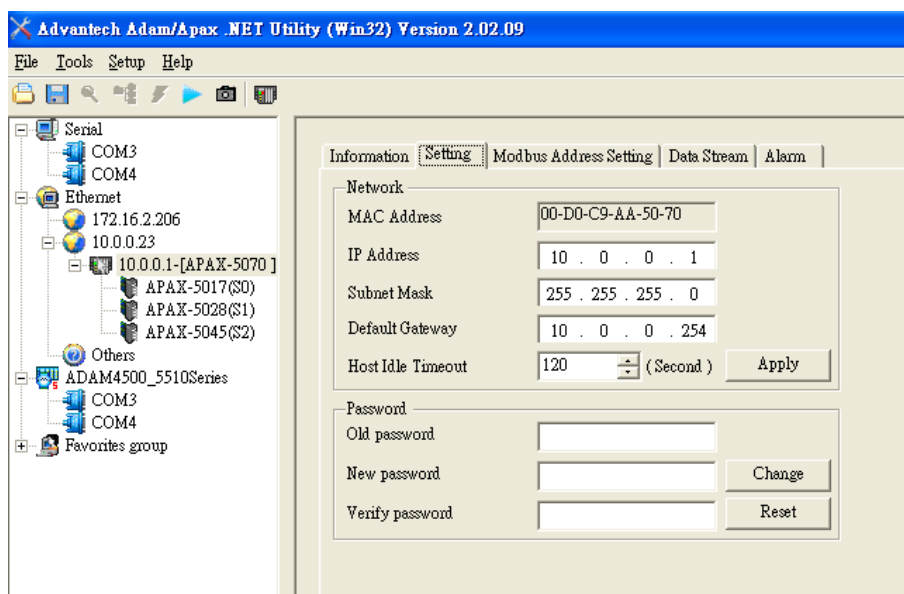 Advantech Adam/Apax .NET Utility (Win32) Version 2.02.09
File Tools Setup Help
Serial
COM3
COM4
Ethernet
172.16.2.206
10.0.0.23
10.0.0.1-[APAX-5070 ]
APAX-5017(S0)
APAX-5028(S1)
APAX-5045(S2)
Others
ADAM4500_5510Series
COM3
COM4
Favorites group
Information Setting Modbus Address Setting Data Stream Alarm
Network
MAC Address 00-D0-C9-AA-50-70
IP Address 10 . 0 . 0 . 1
Subnet Mask 255 . 255 . 255 . 0
Default Gateway 10 . 0 . 0 . 254
Host Idle Timeout 120 ( Second ) Apply
Password
Old password
New password Change
Verify password Reset